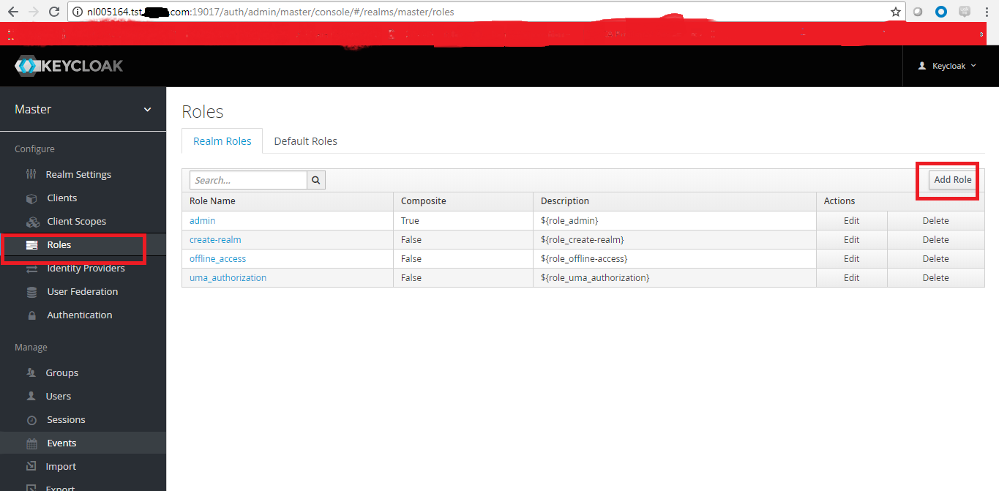 nl005164.tst. .com:19017/auth/admin/master/console/#/realms/master/roles
KEYCLOAK
Keycloak
Master
Configure
Realm Settings
Clients
Client Scopes
Roles
Identity Providers
User Federation
Authentication
Manage
Groups
Users
Sessions
Events
Import
Export
Roles
Realm Roles Default Roles
Search...
Add Role
Role Name Composite Description Actions
admin True ${role_admin} Edit Delete
create-realm False ${role_create-realm} Edit Delete
offline_access False ${role_offline-access} Edit Delete
uma_authorization False ${role_uma_authorization} Edit Delete